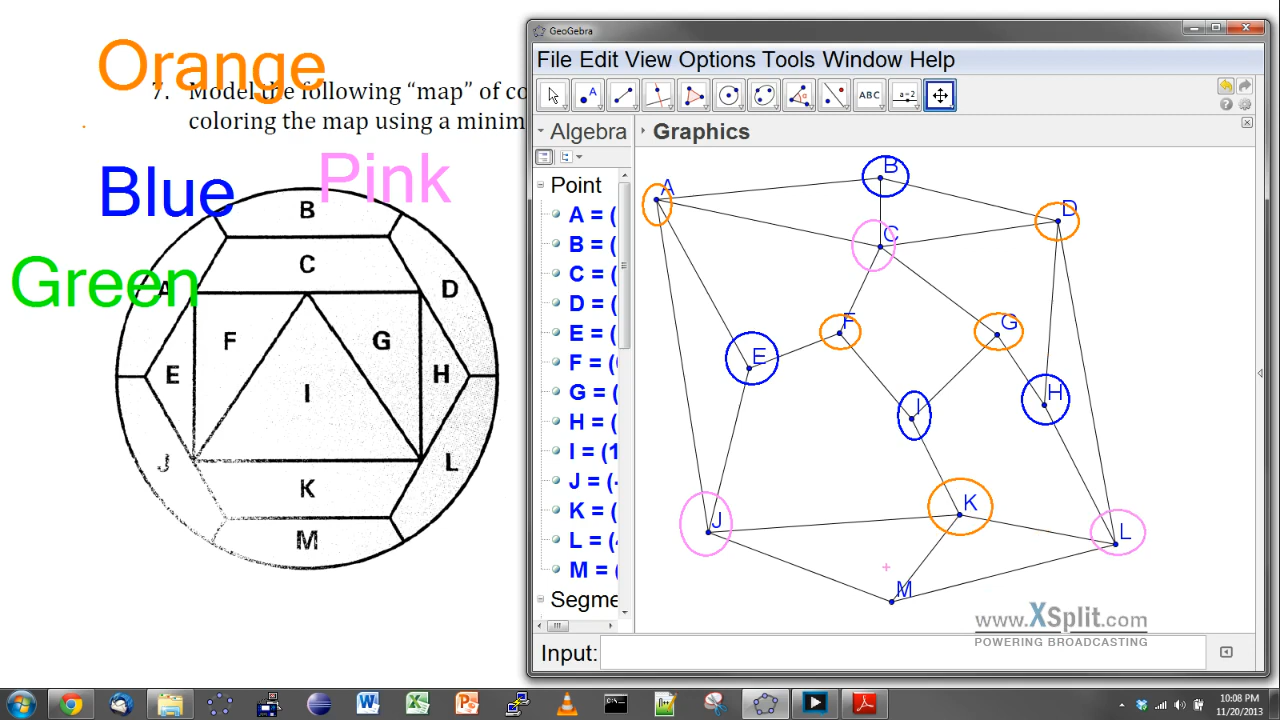 Orange
7. Model the following “map” of co
coloring the map using a minim
Blue
Pink
Green
B
C
A
D
F
G
E
I
H
J
L
K
M
GeoGebra
File Edit View Options Tools Window Help
A
ABC
a=2
Algebra
Graphics
Point
A = (
B = (
C = (
D = (
E = (
F = (
G = (
H = (
I = (1
J = (-
K = (
L = (
M = (
Segme
A
B
D
C
F
G
E
H
I
K
J
L
M
www.XSplit.com
POWERING BROADCASTING
Input:
10:08 PM
11/20/2013